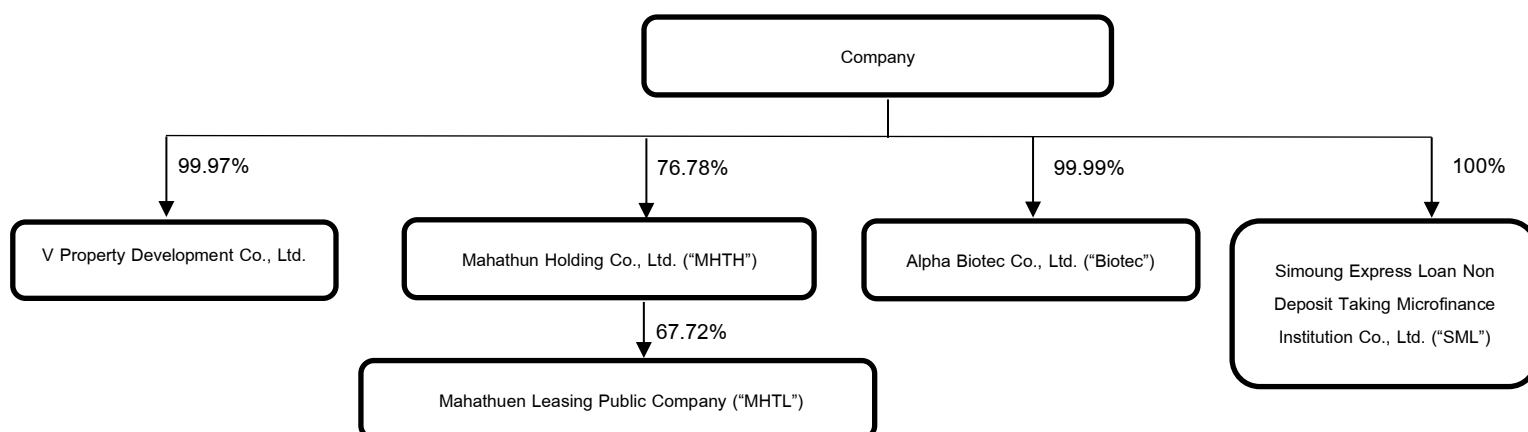 Company
99.97%
76.78%
99.99%
100%
V Property Development Co., Ltd.
Mahathun Holding Co., Ltd. (“MHTH”)
Alpha Biotec Co., Ltd. (“Biotec”)
Simoung Express Loan Non
Deposit Taking Microfinance
Institution Co., Ltd. (“SML”)
67.72%
Mahathuen Leasing Public Company (“MHTL”)